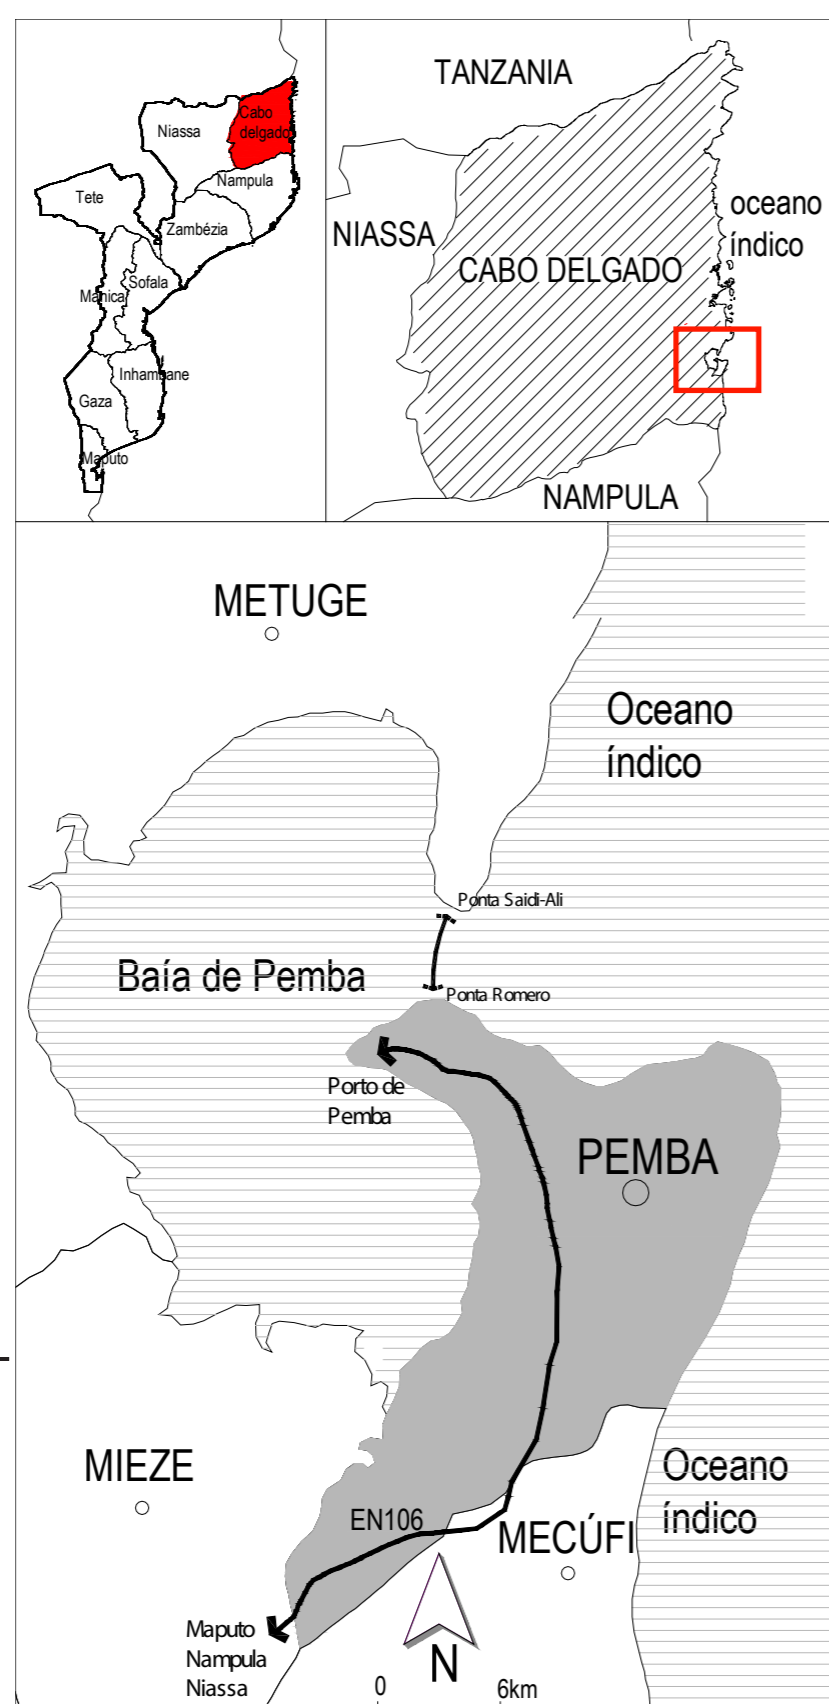 Cabo
delgado
Niassa
Nampula
Tete
Zambézia
Sofala
Manica
Inhambane
Gaza
Maputo
TANZANIA
oceano
índico
NIASSA
CABO DELGADO
NAMPULA
METUGE
Oceano
índico
Ponta Saidi-Ali
Baía de Pemba
Ponta Romero
Porto de
Pemba
PEMBA
MIEZE
Oceano
índico
EN106
MECÚFI
Maputo
Nampula
Niassa
N
0 6km